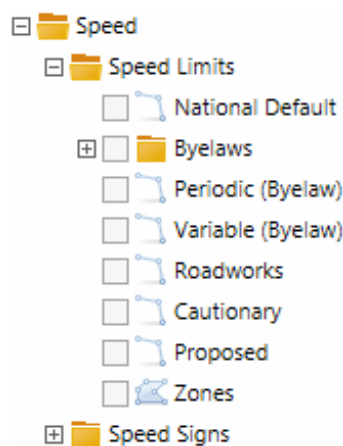 Speed
Speed Limits
National Default
Byelaws
Periodic (Byelaw)
Variable (Byelaw)
Roadworks
Cautionary
Proposed
Zones
Speed Signs